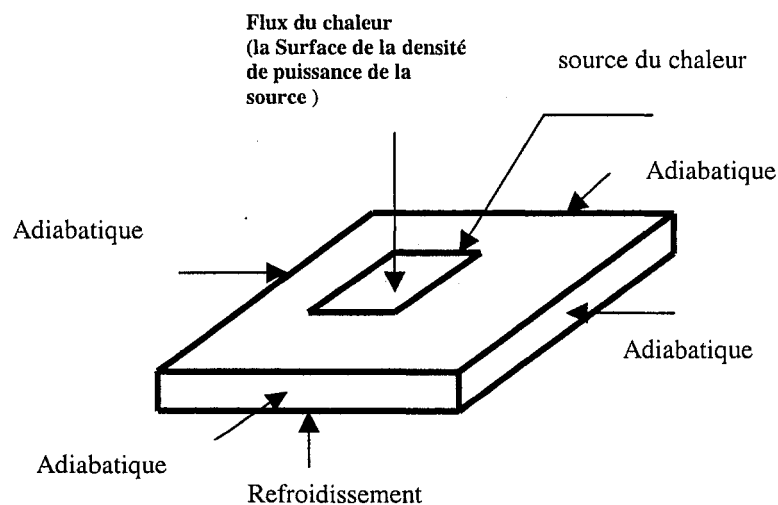 Flux du chaleur
(la Surface de la densité
de puissance de la
source )
source du chaleur
Adiabatique
Adiabatique
Adiabatique
Adiabatique
Refroidissement